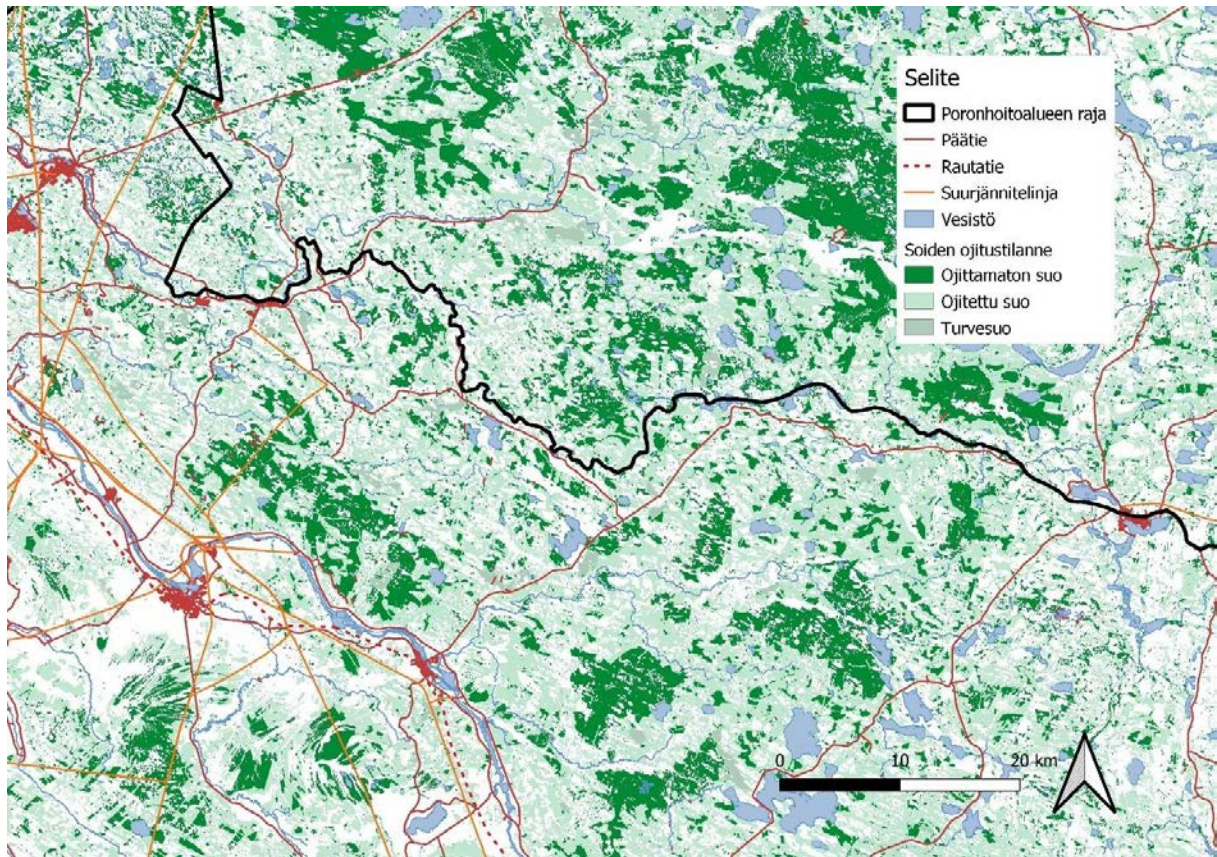 Selite
Poronhoitoalueen raja
Päätie
Rautatie
Suurjännitelinja
Vesistö
Soiden ojitustilanne
Ojittamaton suo
Ojitettu suo
Turvesuo
0 10 20 km